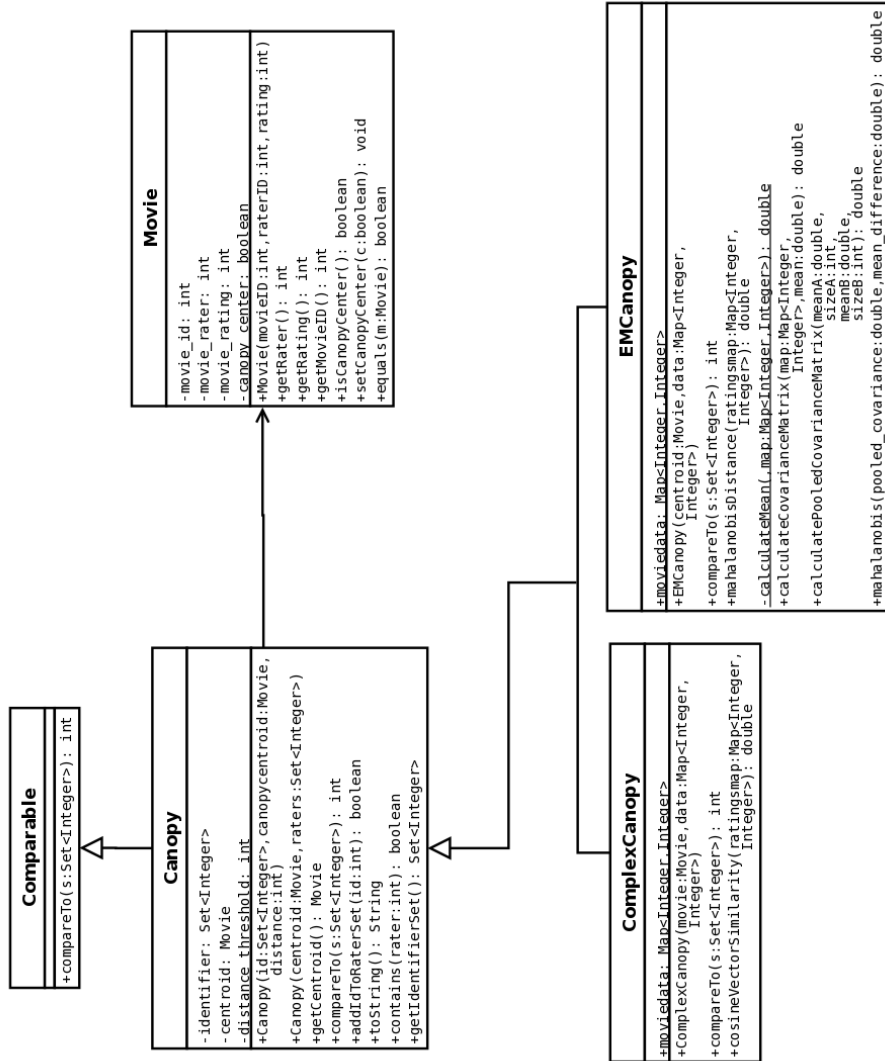 Comparable
+compareTo(s:Set<Integer>): int
Canopy
-identifier: Set<Integer>
-centroid: Movie
-distance threshold: int
+Canopy(id:Set<Integer>,canopycentroid:Movie,
distance:int)
+Canopy(centroid:Movie,raters:Set<Integer>)
+getCentroid(): Movie
+compareTo(s:Set<Integer>): int
+addIdToRaterSet(id:int): boolean
+toString(): String
+contains(rater:int): boolean
+getIdentifierSet(): Set<Integer>
Movie
-movie_id: int
-movie_rater: int
-movie_rating: int
-canopy center: boolean
+Movie(movieID:int,raterID:int,rating:int)
+getRater(): int
+getRating(): int
+getMovieID(): int
+isCanopyCenter(): boolean
+setCanopyCenter(c:boolean): void
+equals(m:Movie): boolean
ComplexCanopy
+moviedata: Map<Integer,Integer>
+ComplexCanopy(movie:Movie,data:Map<Integer,
Integer>)
+compareTo(s:Set<Integer>): int
+cosineVectorSimilarity(ratingsmap:Map<Integer,
Integer>): double
EMCanopy
+moviedata: Map<Integer,Integer>
+EMCanopy(centroid:Movie,data:Map<Integer,
Integer>)
+compareTo(s:Set<Integer>): int
+mahalanobisDistance(ratingsmap:Map<Integer,
Integer>): double
-calculateMean(,map:Map<Integer,Integer>): double
+calculateCovarianceMatrix(map:Map<Integer,
Integer>,mean:double): double
+calculatePooledCovarianceMatrix(meanA:double,
sizeA:int,
meanB:double,
sizeB:int): double
+mahalanobis(pooled_covariance:double,mean_difference:double): double